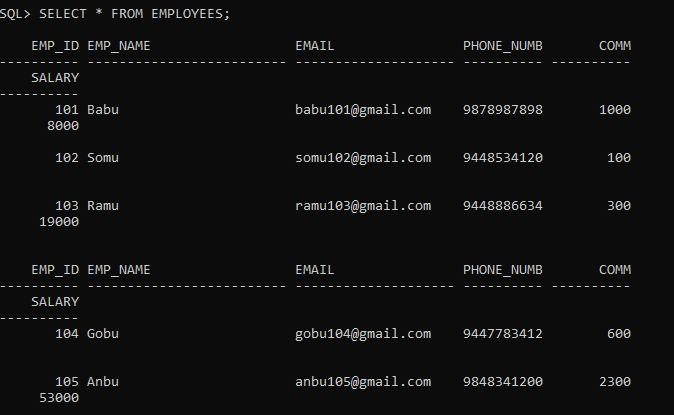 SQL> SELECT * FROM EMPLOYEES;
    EMP_ID EMP_NAME                  EMAIL                PHONE_NUMB       COMM
---------- ------------------------- -------------------- ---------- ----------
    SALARY
----------
       101 Babu                      babu101@gmail.com    9878987898       1000
      8000
       102 Somu                      somu102@gmail.com    9448534120        100
       103 Ramu                      ramu103@gmail.com    9448886634        300
     19000
    EMP_ID EMP_NAME                  EMAIL                PHONE_NUMB       COMM
---------- ------------------------- -------------------- ---------- ----------
    SALARY
----------
       104 Gobu                      gobu104@gmail.com    9447783412        600
       105 Anbu                      anbu105@gmail.com    9848341200       2300
     53000